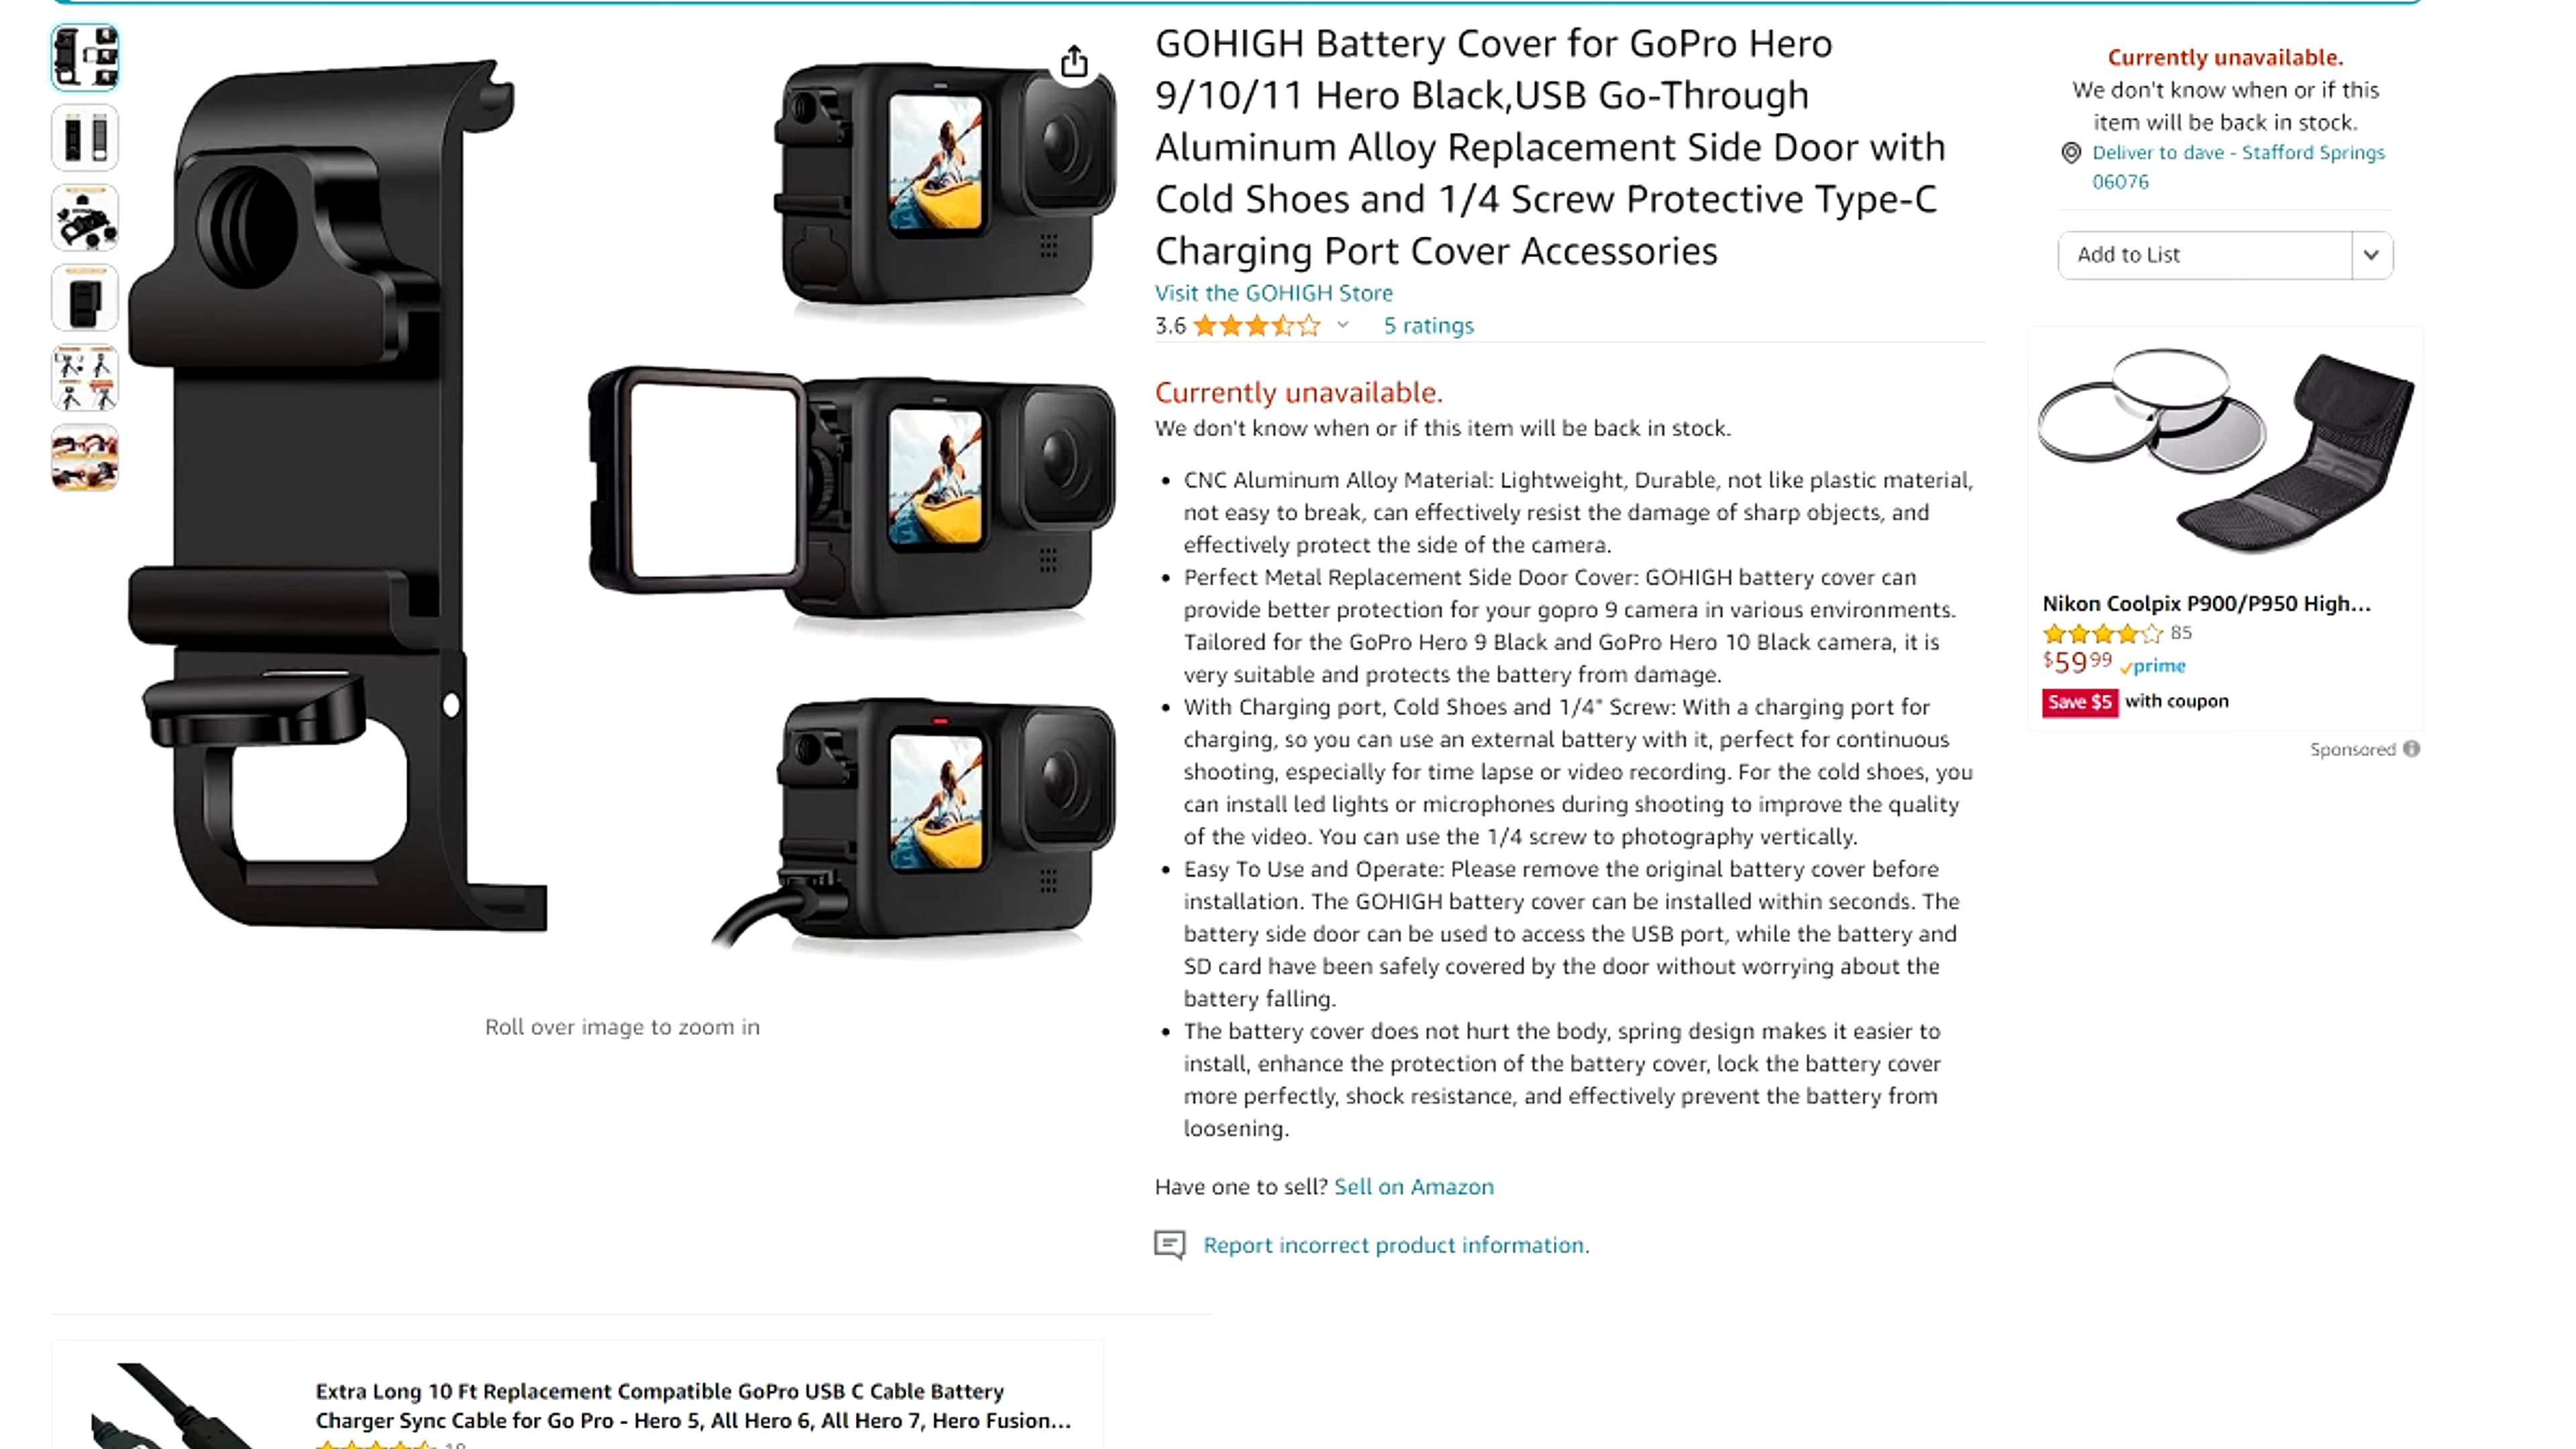 GOHIGH Battery Cover for GoPro Hero
9/10/11 Hero Black,USB Go-Through
Aluminum Alloy Replacement Side Door with
Cold Shoes and 1/4 Screw Protective Type-C
Charging Port Cover Accessories
Visit the GOHIGH Store
3.6 5 ratings
Currently unavailable.
We don't know when or if this item will be back in stock.
• CNC Aluminum Alloy Material: Lightweight, Durable, not like plastic material,
not easy to break, can effectively resist the damage of sharp objects, and
effectively protect the side of the camera.
• Perfect Metal Replacement Side Door Cover: GOHIGH battery cover can
provide better protection for your gopro 9 camera in various environments.
Tailored for the GoPro Hero 9 Black and GoPro Hero 10 Black camera, it is
very suitable and protects the battery from damage.
• With Charging port, Cold Shoes and 1/4" Screw: With a charging port for
charging, so you can use an external battery with it, perfect for continuous
shooting, especially for time lapse or video recording. For the cold shoes, you
can install led lights or microphones during shooting to improve the quality
of the video. You can use the 1/4 screw to photography vertically.
• Easy To Use and Operate: Please remove the original battery cover before
installation. The GOHIGH battery cover can be installed within seconds. The
battery side door can be used to access the USB port, while the battery and
SD card have been safely covered by the door without worrying about the
battery falling.
• The battery cover does not hurt the body, spring design makes it easier to
install, enhance the protection of the battery cover, lock the battery cover
more perfectly, shock resistance, and effectively prevent the battery from
loosening.
Have one to sell? Sell on Amazon
Report incorrect product information.
Roll over image to zoom in
Currently unavailable.
We don't know when or if this
item will be back in stock.
Deliver to dave - Stafford Springs
06076
Add to List
Nikon Coolpix P900/P950 High...
85
$59 99 prime
Save $5 with coupon
Sponsored
Extra Long 10 Ft Replacement Compatible GoPro USB C Cable Battery
Charger Sync Cable for Go Pro - Hero 5, All Hero 6, All Hero 7, Hero Fusion...